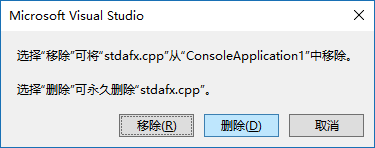 Microsoft Visual Studio
选择“移除”可将“stdafx.cpp”从“ConsoleApplication1”中移除。
选择“删除”可永久删除“stdafx.cpp”。
移除(R) 删除(D) 取消